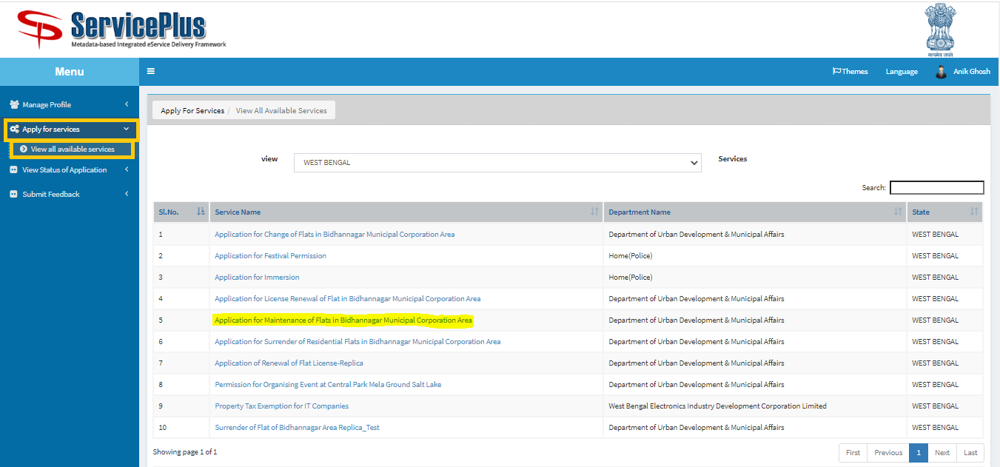 ServicePlus
Metadata-based Integrated eService Delivery Framework
सत्यमेव जयते
Menu
Themes Language Anik Ghosh
Manage Profile
Apply for services
View all available services
View Status of Application
Submit Feedback
Apply For Services / View All Available Services
view WEST BENGAL Services
Search:
Sl.No. Service Name Department Name State
1 Application for Change of Flats in Bidhannagar Municipal Corporation Area Department of Urban Development & Municipal Affairs WEST BENGAL
2 Application for Festival Permission Home(Police) WEST BENGAL
3 Application for Immersion Home(Police) WEST BENGAL
4 Application for License Renewal of Flat in Bidhannagar Municipal Corporation Area Department of Urban Development & Municipal Affairs WEST BENGAL
5 Application for Maintenance of Flats in Bidhannagar Municipal Corporation Area Department of Urban Development & Municipal Affairs WEST BENGAL
6 Application for Surrender of Residential Flats in Bidhannagar Municipal Corporation Area Department of Urban Development & Municipal Affairs WEST BENGAL
7 Application of Renewal of Flat License-Replica Department of Urban Development & Municipal Affairs WEST BENGAL
8 Permission for Organising Event at Central Park Mela Ground Salt Lake Department of Urban Development & Municipal Affairs WEST BENGAL
9 Property Tax Exemption for IT Companies West Bengal Electronics Industry Development Corporation Limited WEST BENGAL
10 Surrender of Flat of Bidhannagar Area Replica_Test Department of Urban Development & Municipal Affairs WEST BENGAL
Showing page 1 of 1
First Previous 1 Next Last